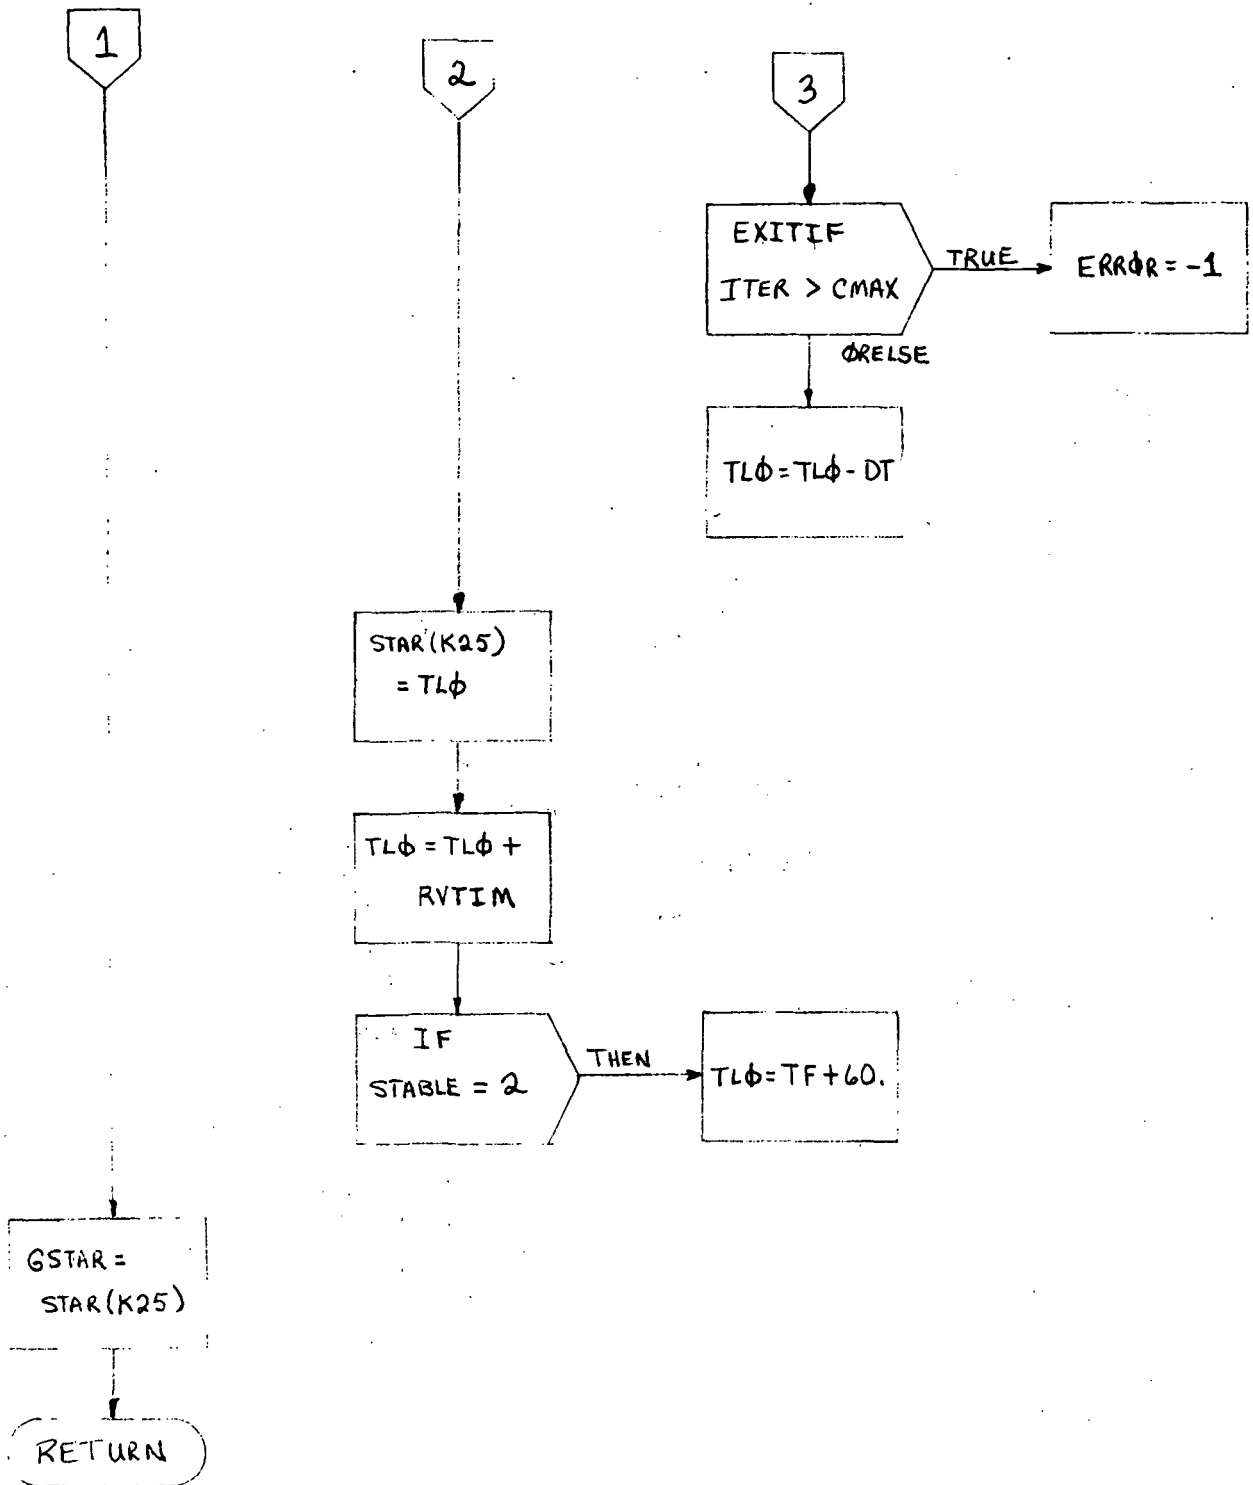 1
2
3
EXITIF
ITER > CMAX
TRUE
ERRØR = -1
ØRELSE
TLØ = TLØ - DT
STAR(K25)
= TLØ
TLØ = TLØ +
RVTIM
IF
STABLE = 2
THEN
TLØ = TF + 60.
GSTAR =
STAR(K25)
RETURN